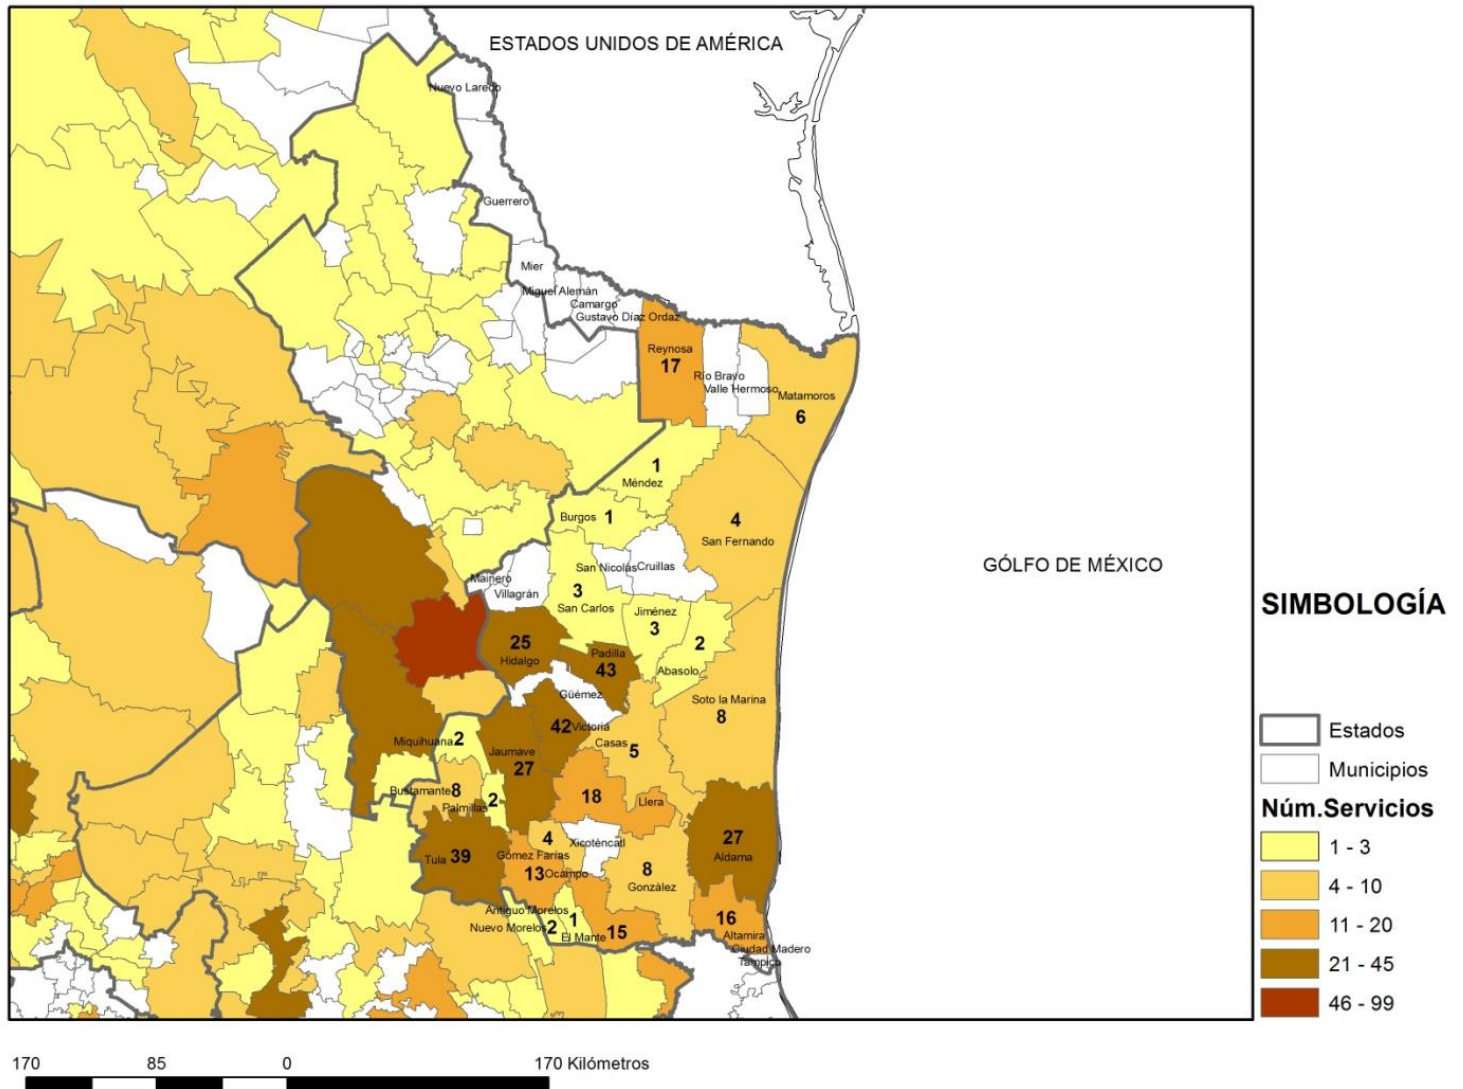 ESTADOS UNIDOS DE AMÉRICA
Nuevo Laredo
Guerrero
Mier
Miguel Alemán
Camargo
Gustavo Díaz Ordaz
Reynosa
17
Río Bravo
Valle Hermoso
Matamoros
6
1
Méndez
Burgos 1
4
San Fernando
GÓLFO DE MÉXICO
San Nicolás
Cruillas
Mainero
Villagrán
3
San Carlos
Jiménez
3
2
Abasolo
25
Hidalgo
Padilla
43
Güémez
Soto la Marina
8
42 Victoria
Casas 5
Miquihuana 2
Jaumave
27
Bustamante 8
Palmillas 2
18
Llera
4
Gómez Farías
Xicoténcatl
27
Aldama
Tula 39
13 Ocampo
8
González
Antiguo Morelos
1
Nuevo Morelos 2
El Mante 15
16
Altamira
Ciudad Madero
Tampico
SIMBOLOGÍA
Estados
Municipios
Núm.Servicios
1 - 3
4 - 10
11 - 20
21 - 45
46 - 99
170 85 0 170 Kilómetros